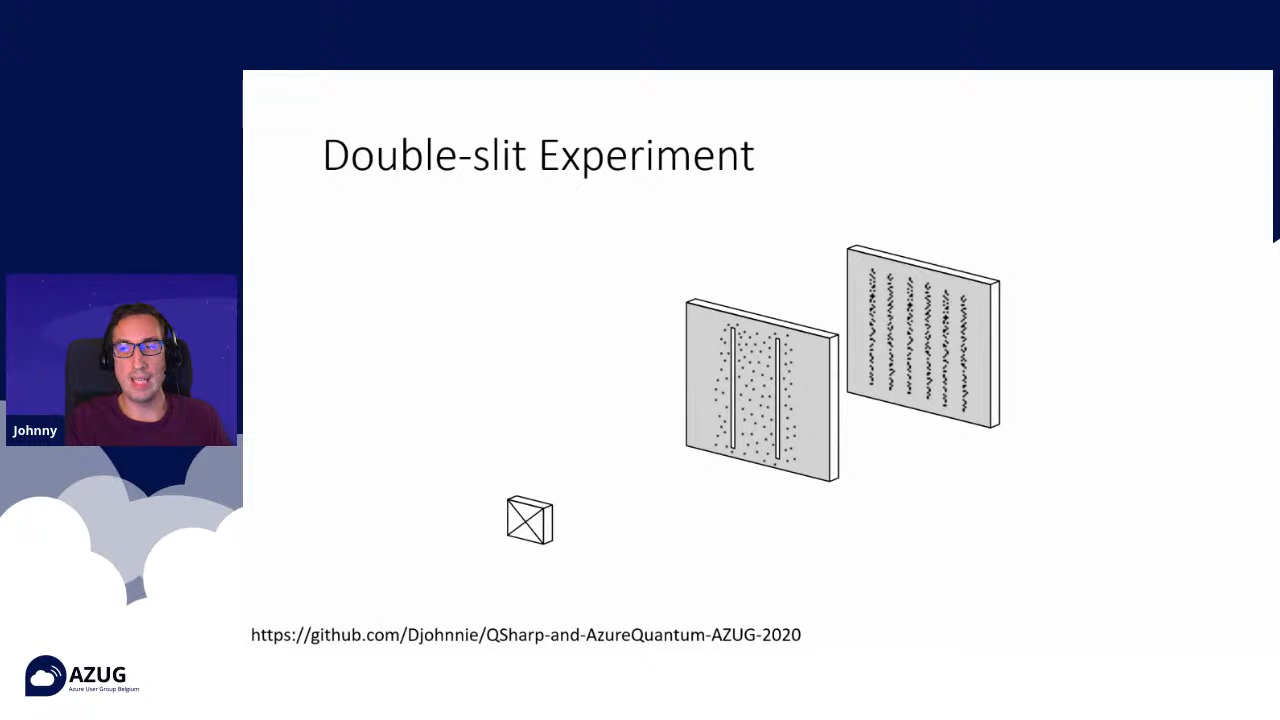 Double-slit Experiment
Johnny
https://github.com/Djohnnie/QSharp-and-AzureQuantum-AZUG-2020
AZUG
Azure User Group Belgium